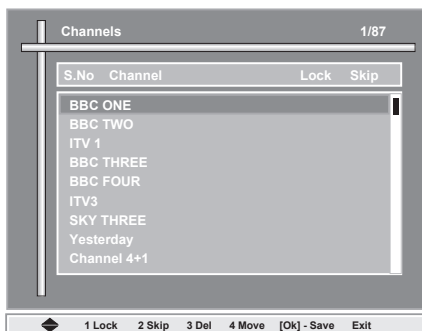 Channels 1/87
S.No Channel Lock Skip
BBC ONE
BBC TWO
ITV 1
BBC THREE
BBC FOUR
ITV3
SKY THREE
Yesterday
Channel 4+1
1 Lock 2 Skip 3 Del 4 Move [Ok] - Save Exit